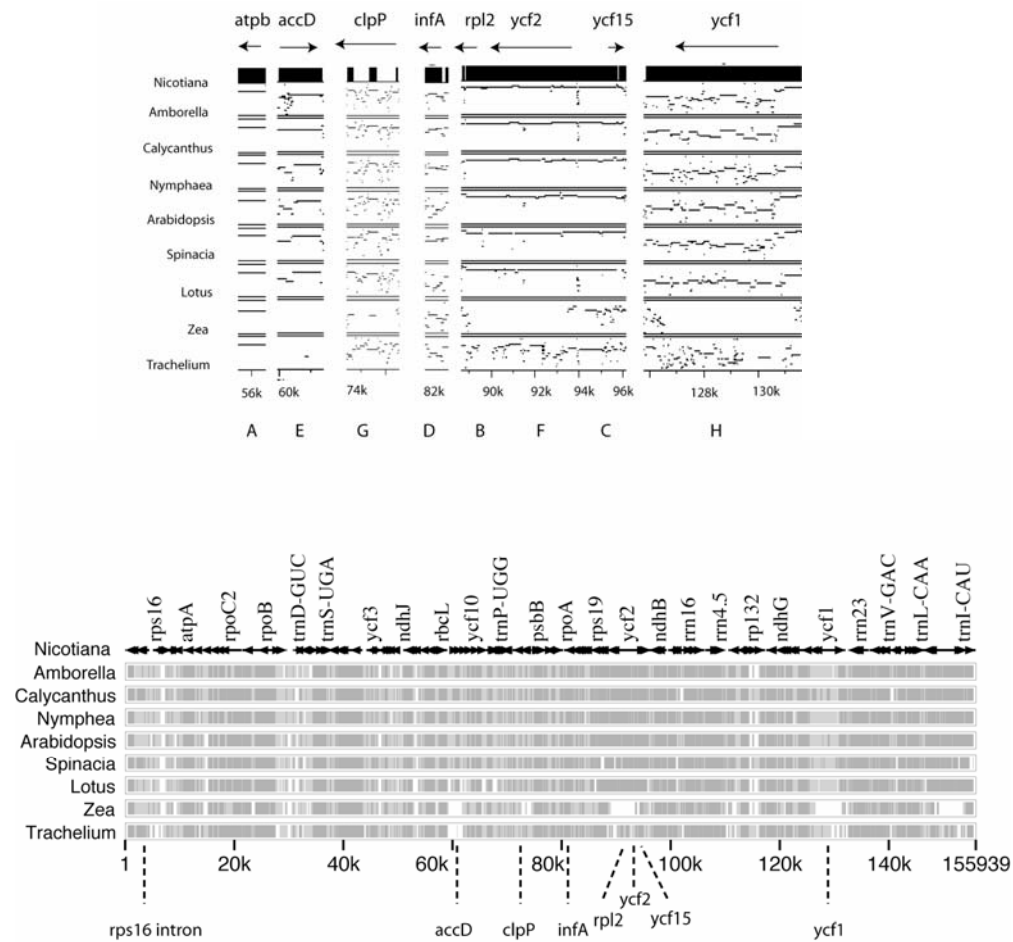 atpb accD clpP infA rpl2 ycf2 ycf15 ycf1
Nicotiana
Amborella
Calycanthus
Nymphaea
Arabidopsis
Spinacia
Lotus
Zea
Trachelium
56k 60k 74k 82k 90k 92k 94k 96k 128k 130k
A E G D B F C H
rps16 atpA rpoC2 rpoB trnD-GUC trnS-UGA ycf3 ndhJ rbcL ycf10 trnP-UGG psbB rpoA rps19 ycf2 ndhB rrn16 rrn4.5 rp132 ndhG ycf1 rrn23 trnV-GAC trnL-CAA trnI-CAU
Nicotiana
Amborella
Calycanthus
Nymphea
Arabidopsis
Spinacia
Lotus
Zea
Trachelium
1 20k 40k 60k 80k 100k 120k 140k 155939
rps16 intron accD clpP infA rpl2 ycf2 ycf15 ycf1